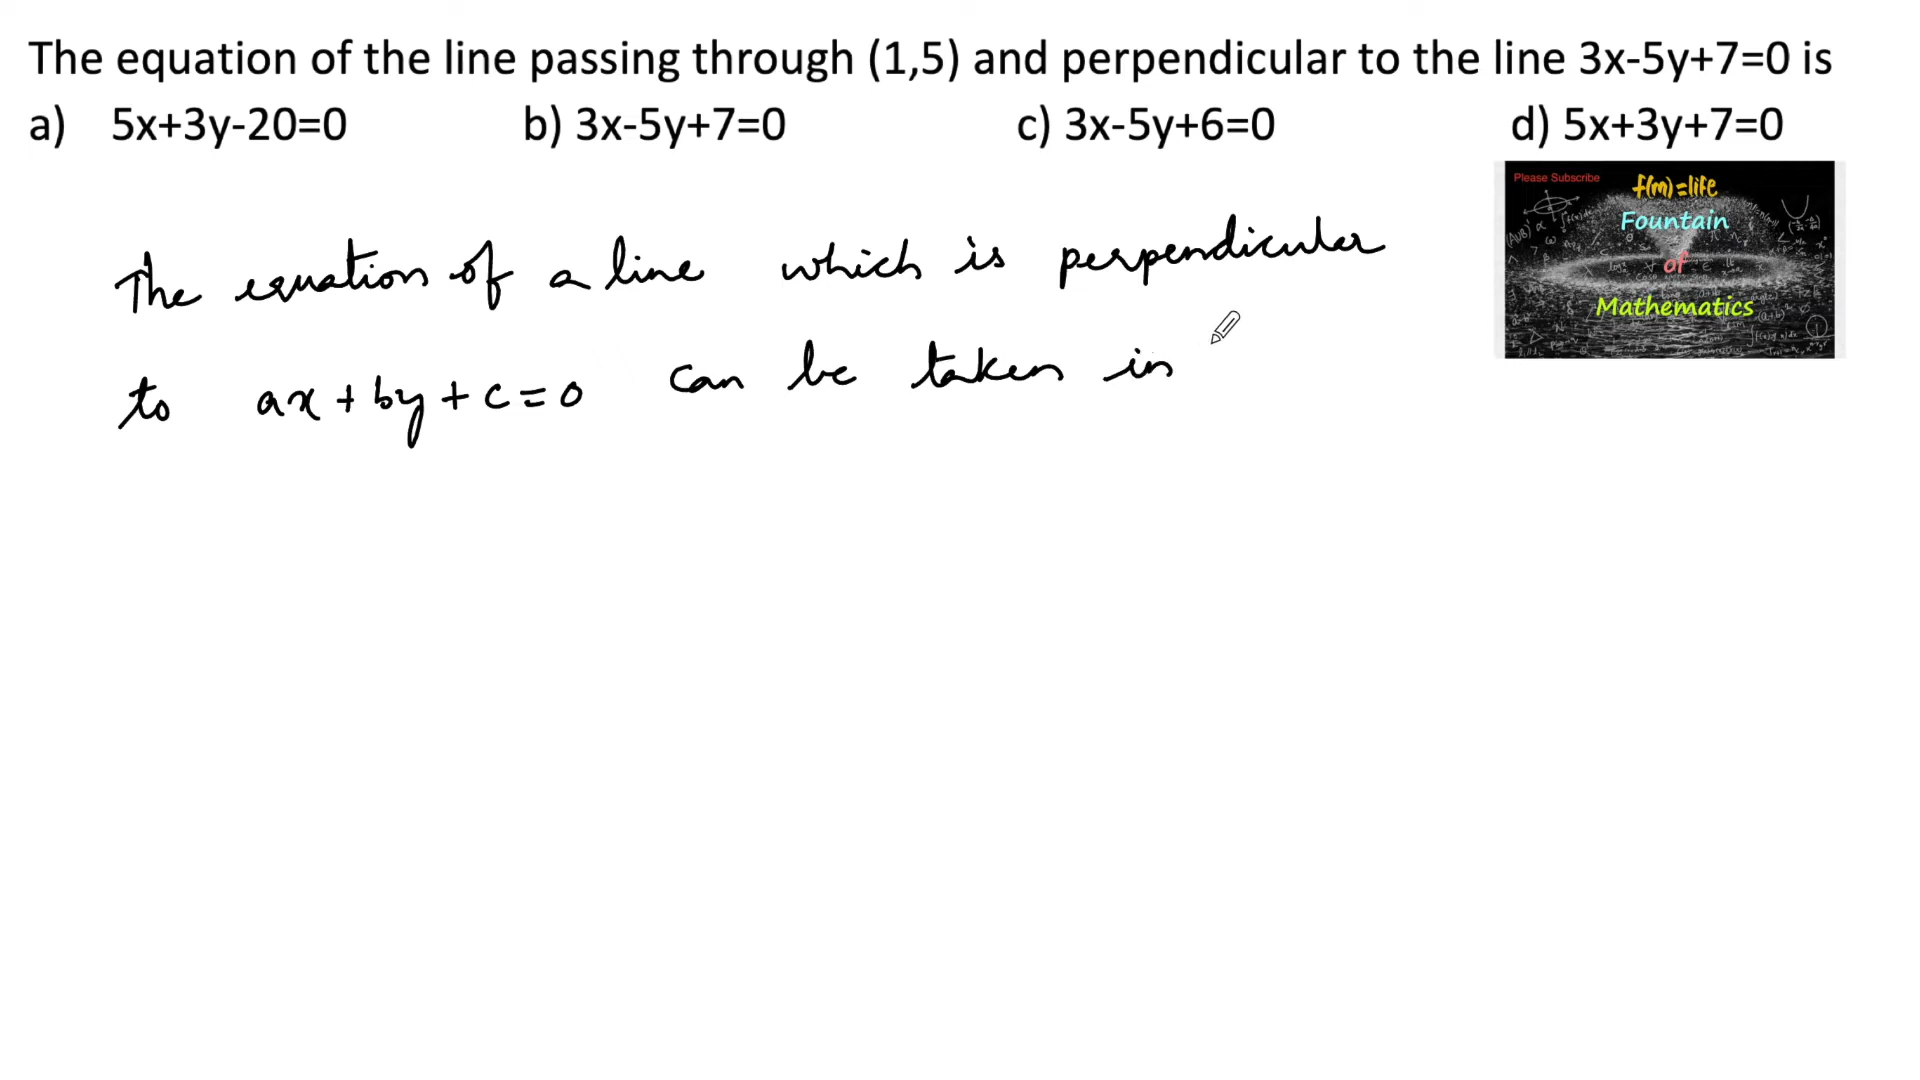 The equation of the line passing through (1,5) and perpendicular to the line 3x-5y+7=0 is
a) 5x+3y-20=0 b) 3x-5y+7=0 c) 3x-5y+6=0 d) 5x+3y+7=0
Please Subscribe
f(m)=life
Fountain
of
Mathematics
The equation of a line which is perpendicular
to ax+by+c=0 can be taken in